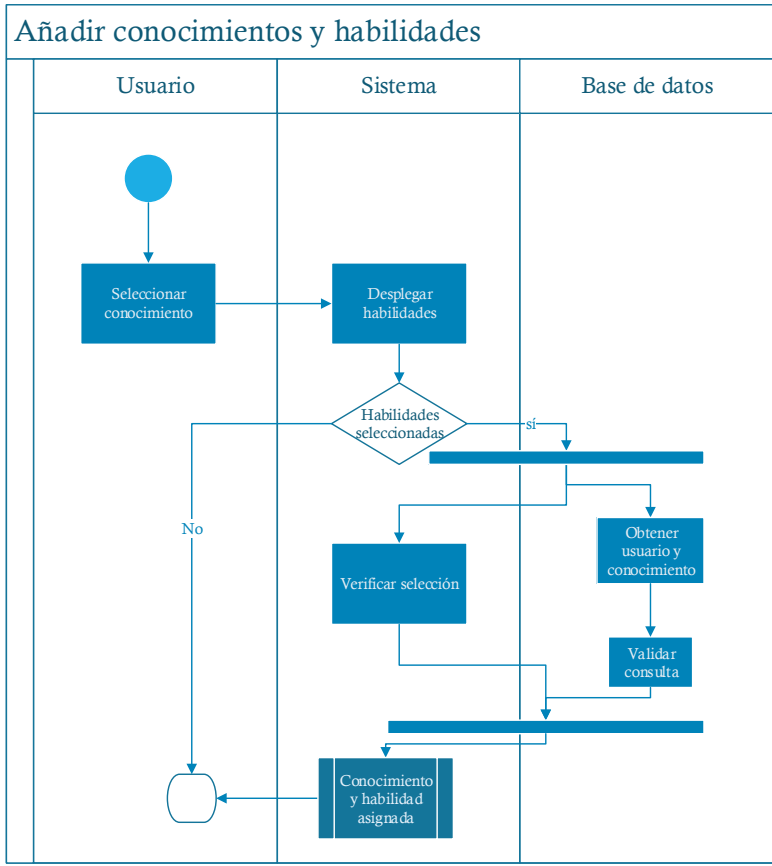 Añadir conocimientos y habilidades
Usuario
Sistema
Base de datos
Seleccionar
conocimiento
Desplegar
habilidades
Habilidades
seleccionadas
sí
No
Obtener
usuario y
conocimiento
Verificar selección
Validar
consulta
Conocimiento
y habilidad
asignada